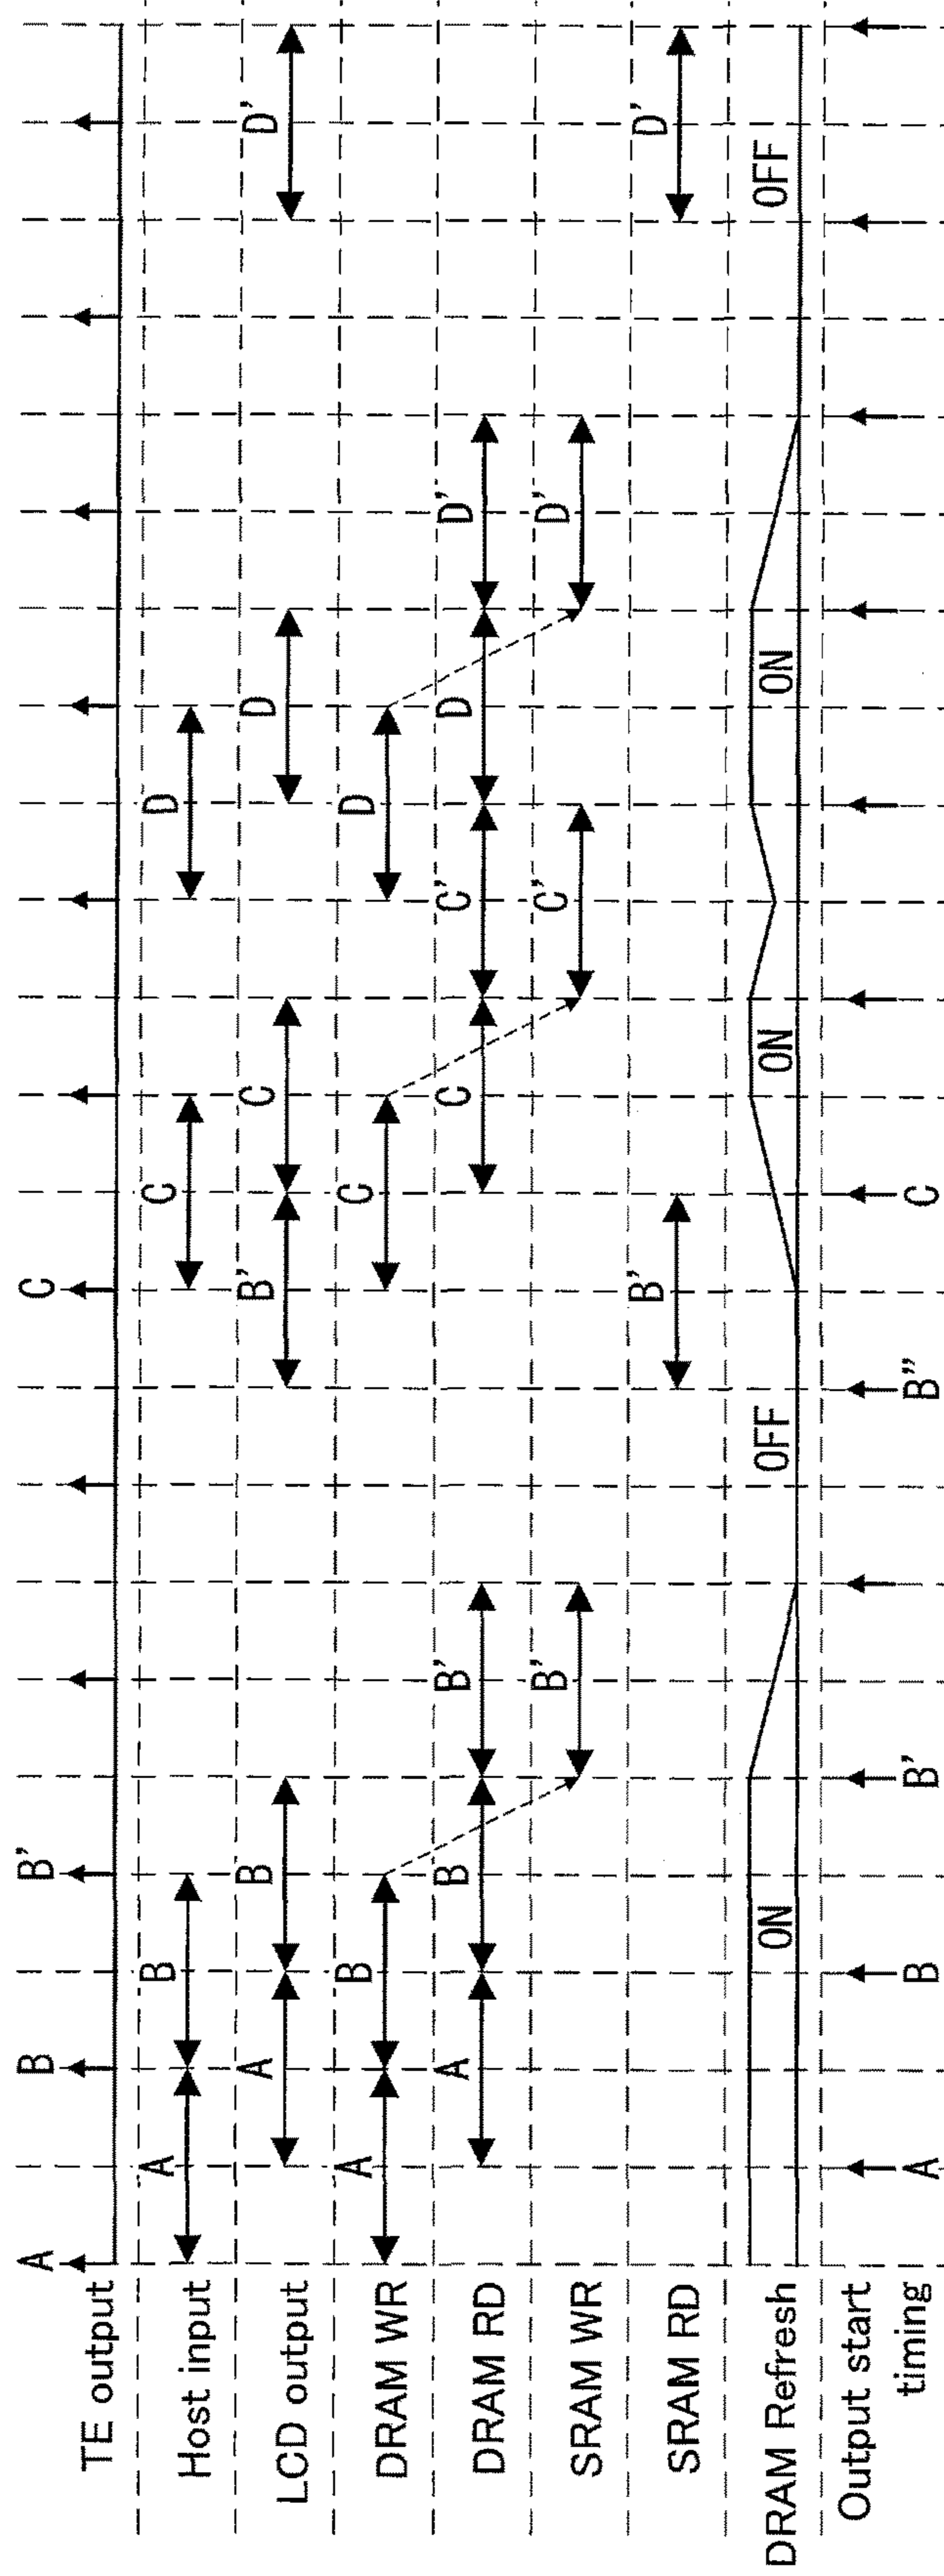 TE output A B B' C
Host input A B C D
LCD output A B B' C D D'
DRAM WR A B C D
DRAM RD A B B' C C' D D'
SRAM WR B' C' D'
SRAM RD B' D'
DRAM Refresh ON OFF ON ON OFF
Output start
timing A B B' B" C